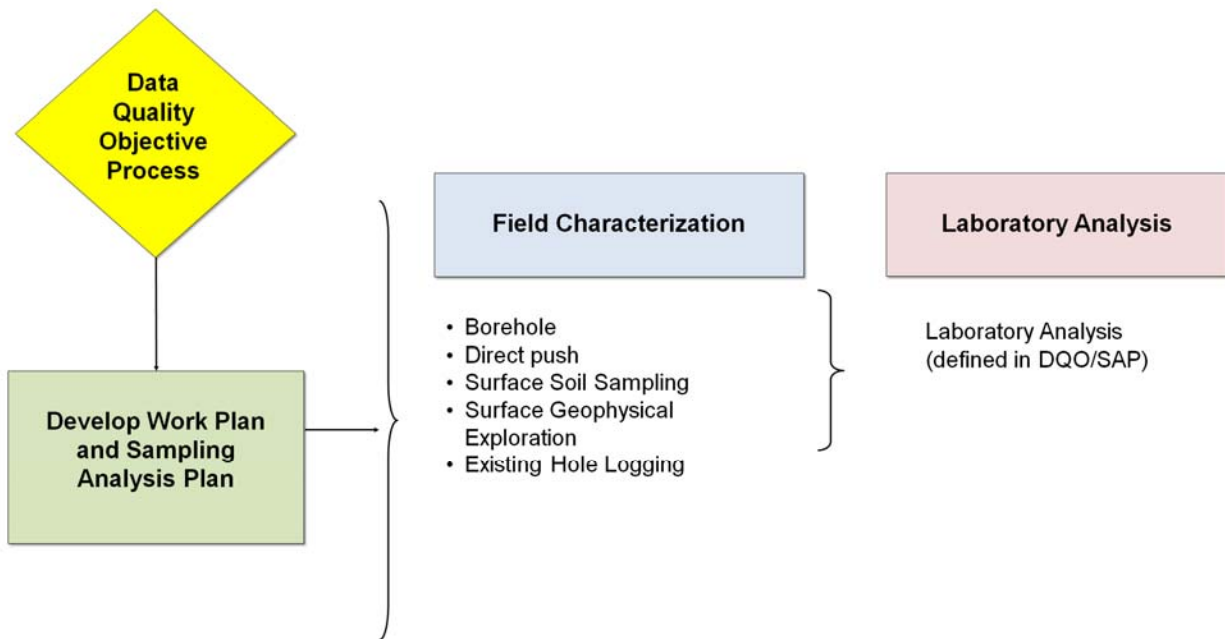 Data
Quality
Objective
Process
Develop Work Plan
and Sampling
Analysis Plan
Field Characterization
• Borehole
• Direct push
• Surface Soil Sampling
• Surface Geophysical
Exploration
• Existing Hole Logging
Laboratory Analysis
Laboratory Analysis
(defined in DQO/SAP)